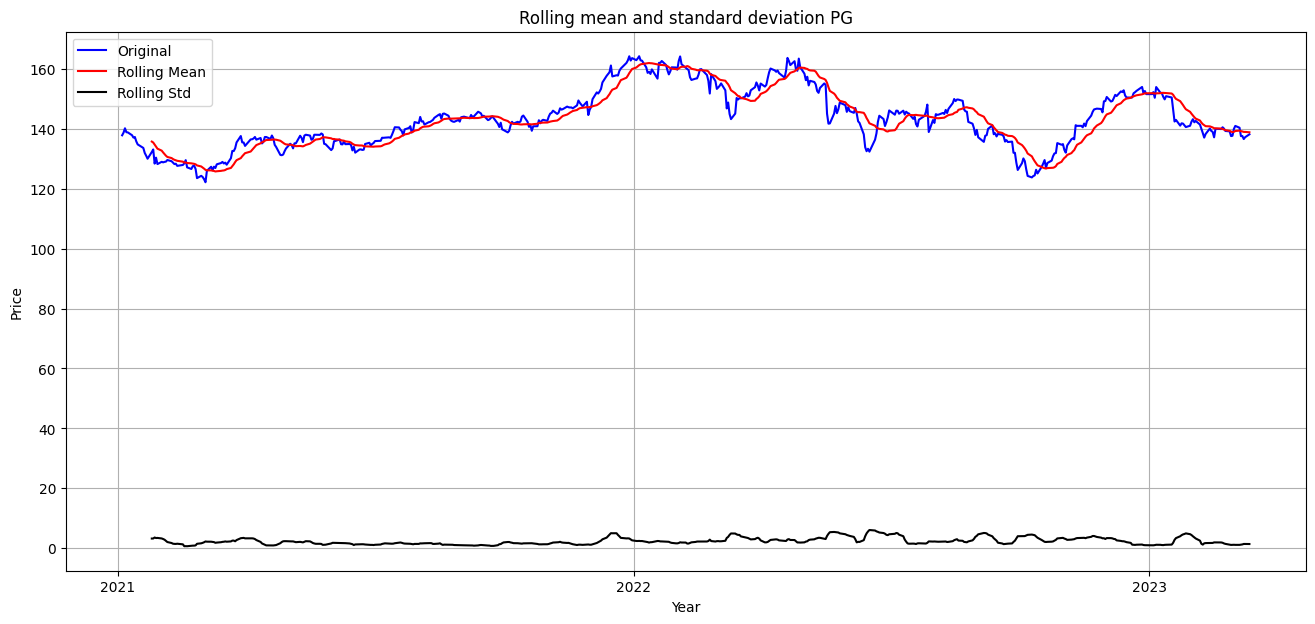 Rolling mean and standard deviation PG
Original
Rolling Mean
Rolling Std
160
140
120
100
80
60
40
20
0
Price
2021
2022
2023
Year